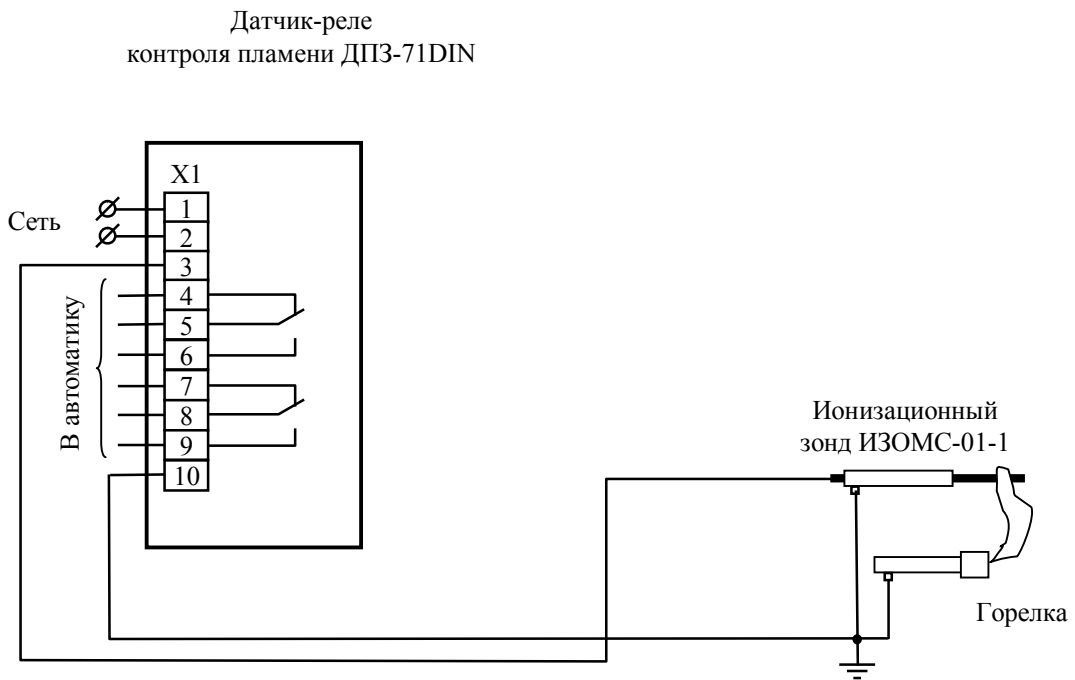 Датчик-реле
контроля пламени ДПЗ-71DIN
X1
Сеть
1
2
3
4
5
6
7
8
9
10
В автоматику
Ионизационный
зонд ИЗОМС-01-1
Горелка